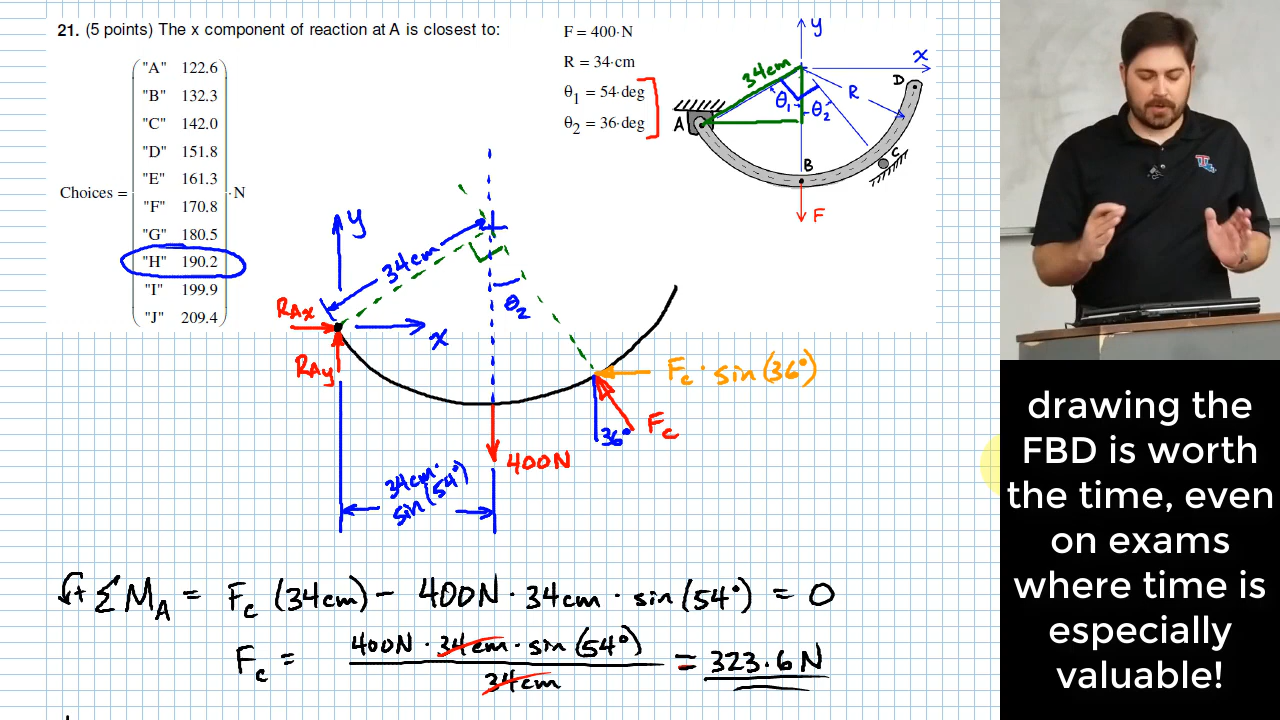 21. (5 points) The x component of reaction at A is closest to:
Choices =
"A" 122.6
"B" 132.3
"C" 142.0
"D" 151.8
"E" 161.3
"F" 170.8
"G" 180.5
"H" 190.2
"I" 199.9
"J" 209.4
·N
F = 400·N
R = 34·cm
θ1 = 54·deg
θ2 = 36·deg
y
x
34cm
R
D
θ1
θ2
A
B
C
F
y
34cm
θ2
RAx
x
RAy
Fc · sin(36°)
36°
Fc
400N
34cm·
sin(54°)
↶+ ΣMA = Fc (34cm) − 400N · 34cm · sin(54°) = 0
Fc = 400N · 34cm · sin(54°) / 34cm = 323.6N
drawing the
FBD is worth
the time, even
on exams
where time is
especially
valuable!